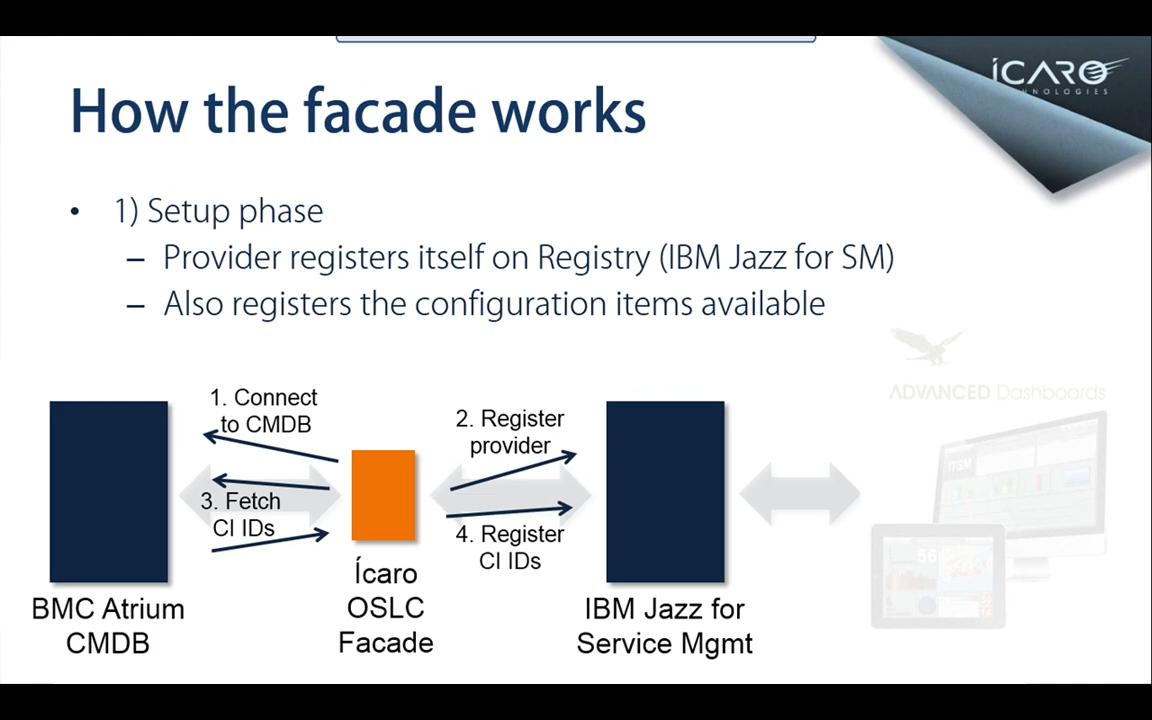 ÍCARO
How the facade works
• 1) Setup phase
– Provider registers itself on Registry (IBM Jazz for SM)
– Also registers the configuration items available
ADVANCED Dashboards
ITSM
1. Connect
to CMDB
2. Register
provider
3. Fetch
CI IDs
4. Register
CI IDs
BMC Atrium
CMDB
Ícaro
OSLC
Facade
IBM Jazz for
Service Mgmt